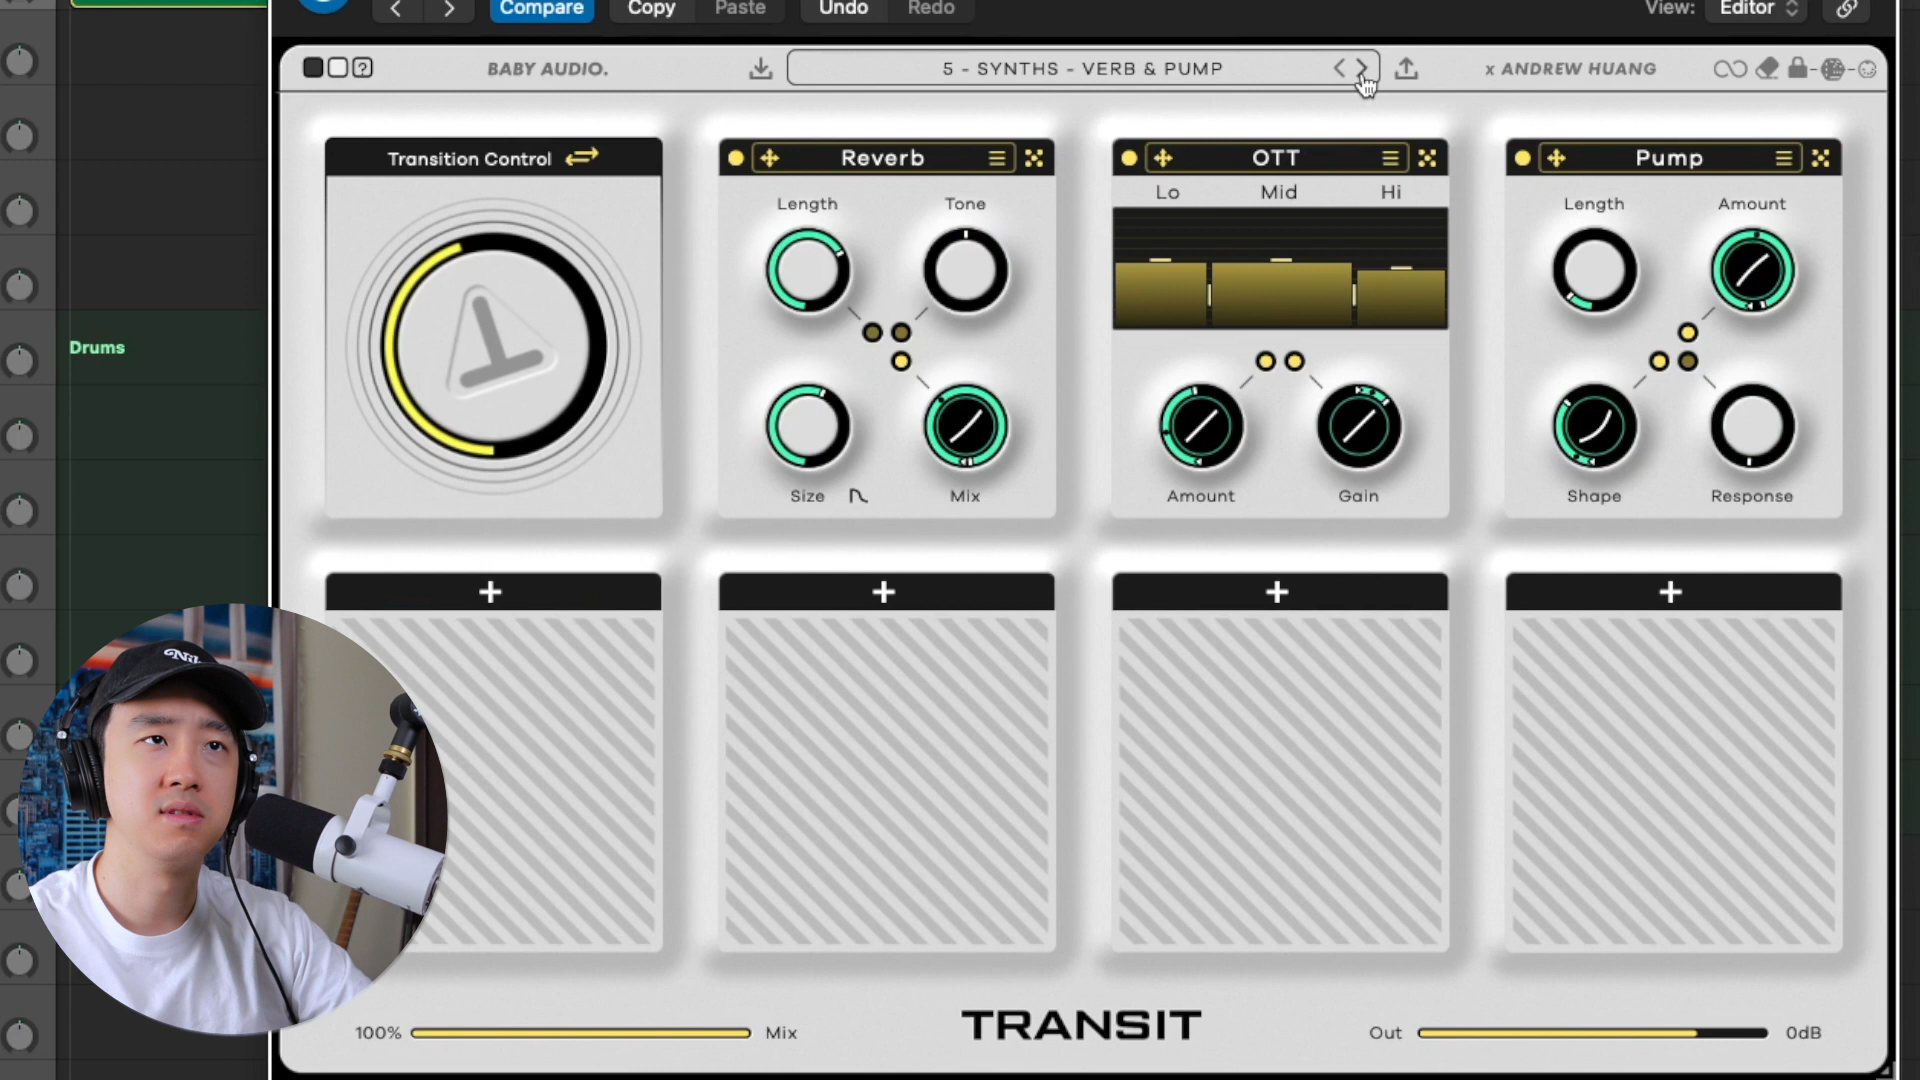 Compare Copy Paste Undo Redo View: Editor
BABY AUDIO. 5 - SYNTHS - VERB & PUMP x ANDREW HUANG
Transition Control
Reverb
Length Tone
Size Mix
OTT
Lo Mid Hi
Amount Gain
Pump
Length Amount
Shape Response
Drums
100% Mix
TRANSIT
Out 0dB